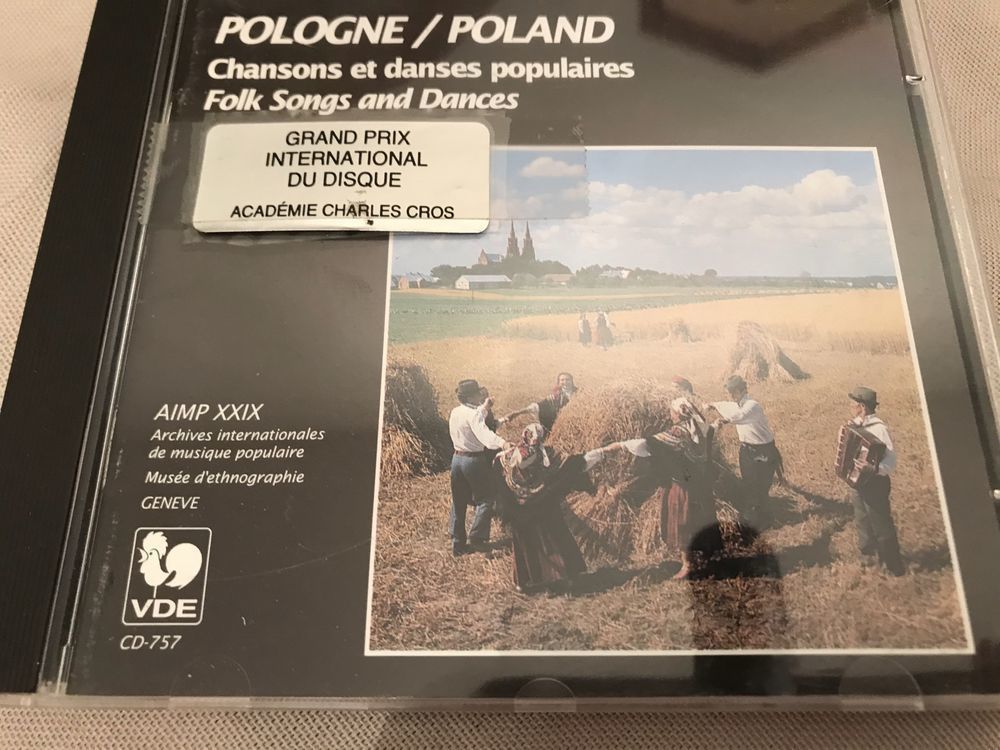 POLOGNE / POLAND
Chansons et danses populaires
Folk Songs and Dances
GRAND PRIX
INTERNATIONAL
DU DISQUE
ACADÉMIE CHARLES CROS
AIMP XXIX
Archives internationales
de musique populaire
Musée d'ethnographie
GENEVE
VDE
CD-757